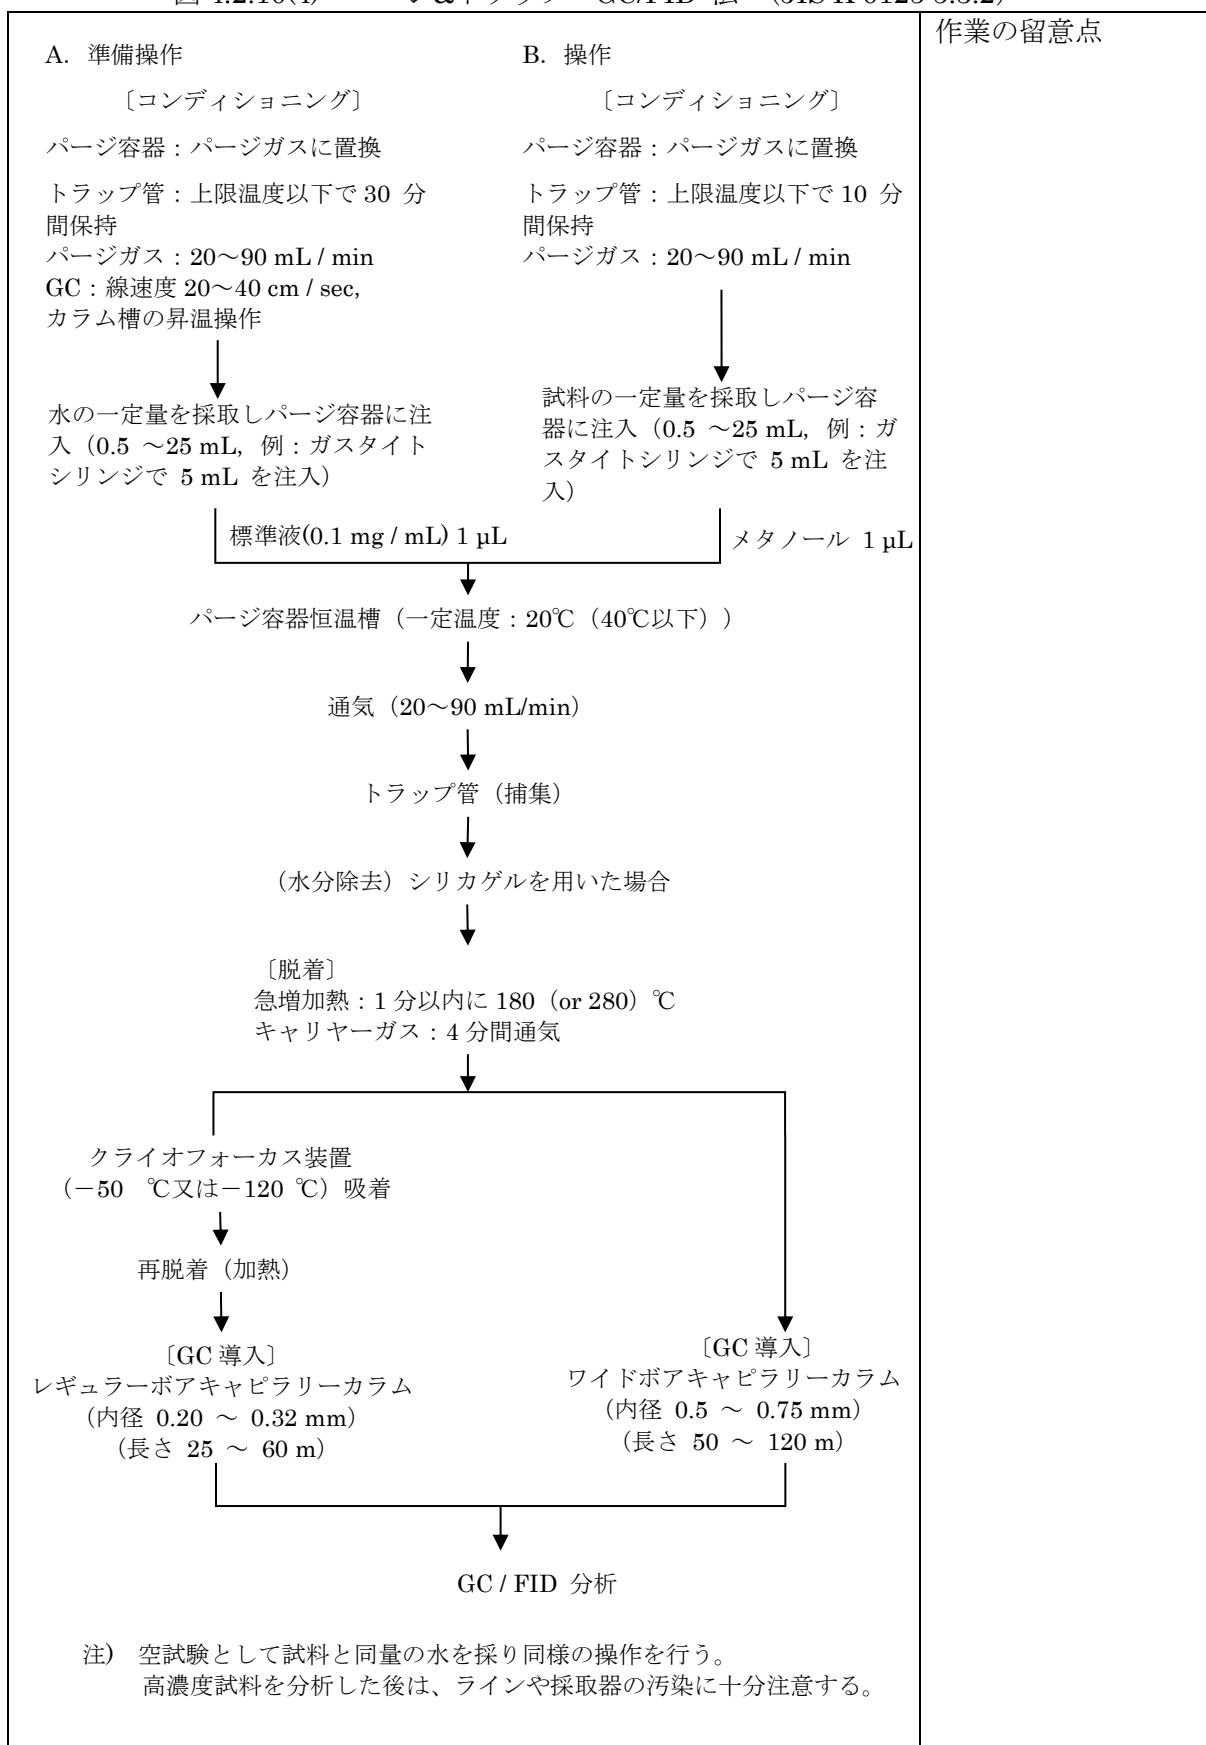 作業の留意点
A. 準備操作
〔コンディショニング〕
パージ容器：パージガスに置換
トラップ管：上限温度以下で 30 分
間保持
パージガス：20～90 mL / min
GC：線速度 20～40 cm / sec,
カラム槽の昇温操作
水の一定量を採取しパージ容器に注
入（0.5 ～25 mL, 例：ガスタイト
シリンジで 5 mL を注入）
標準液(0.1 mg / mL) 1 µL
B. 操作
〔コンディショニング〕
パージ容器：パージガスに置換
トラップ管：上限温度以下で 10 分
間保持
パージガス：20～90 mL / min
試料の一定量を採取しパージ容
器に注入（0.5 ～25 mL, 例：ガ
スタイトシリンジで 5 mL を注
入）
メタノール 1 µL
パージ容器恒温槽（一定温度：20℃（40℃以下））
通気（20～90 mL/min）
トラップ管（捕集）
（水分除去）シリカゲルを用いた場合
〔脱着〕
急増加熱：1 分以内に 180（or 280）℃
キャリヤーガス：4 分間通気
クライオフォーカス装置
（－50 ℃又は－120 ℃）吸着
再脱着（加熱）
〔GC 導入〕
レギュラーボアキャピラリーカラム
（内径 0.20 ～ 0.32 mm）
（長さ 25 ～ 60 m）
〔GC 導入〕
ワイドボアキャピラリーカラム
（内径 0.5 ～ 0.75 mm）
（長さ 50 ～ 120 m）
GC / FID 分析
注) 空試験として試料と同量の水を採り同様の操作を行う。
高濃度試料を分析した後は、ラインや採取器の汚染に十分注意する。